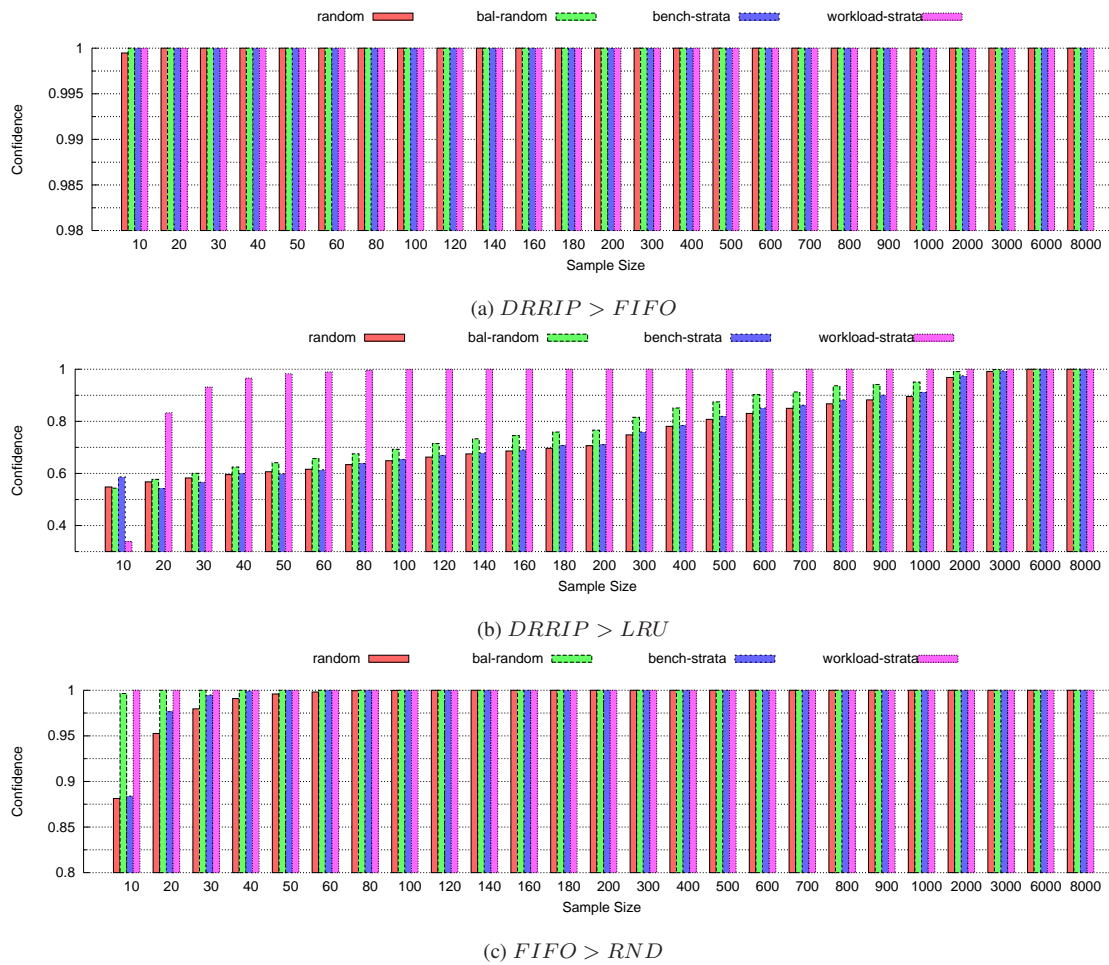 random bal-random bench-strata workload-strata
1
0.995
0.99
0.985
0.98
Confidence
10 20 30 40 50 60 80 100 120 140 160 180 200 300 400 500 600 700 800 900 1000 2000 3000 6000 8000
Sample Size
(a) DRRIP > FIFO
random bal-random bench-strata workload-strata
1
0.8
0.6
0.4
Confidence
10 20 30 40 50 60 80 100 120 140 160 180 200 300 400 500 600 700 800 900 1000 2000 3000 6000 8000
Sample Size
(b) DRRIP > LRU
random bal-random bench-strata workload-strata
1
0.95
0.9
0.85
0.8
Confidence
10 20 30 40 50 60 80 100 120 140 160 180 200 300 400 500 600 700 800 900 1000 2000 3000 6000 8000
Sample Size
(c) FIFO > RND